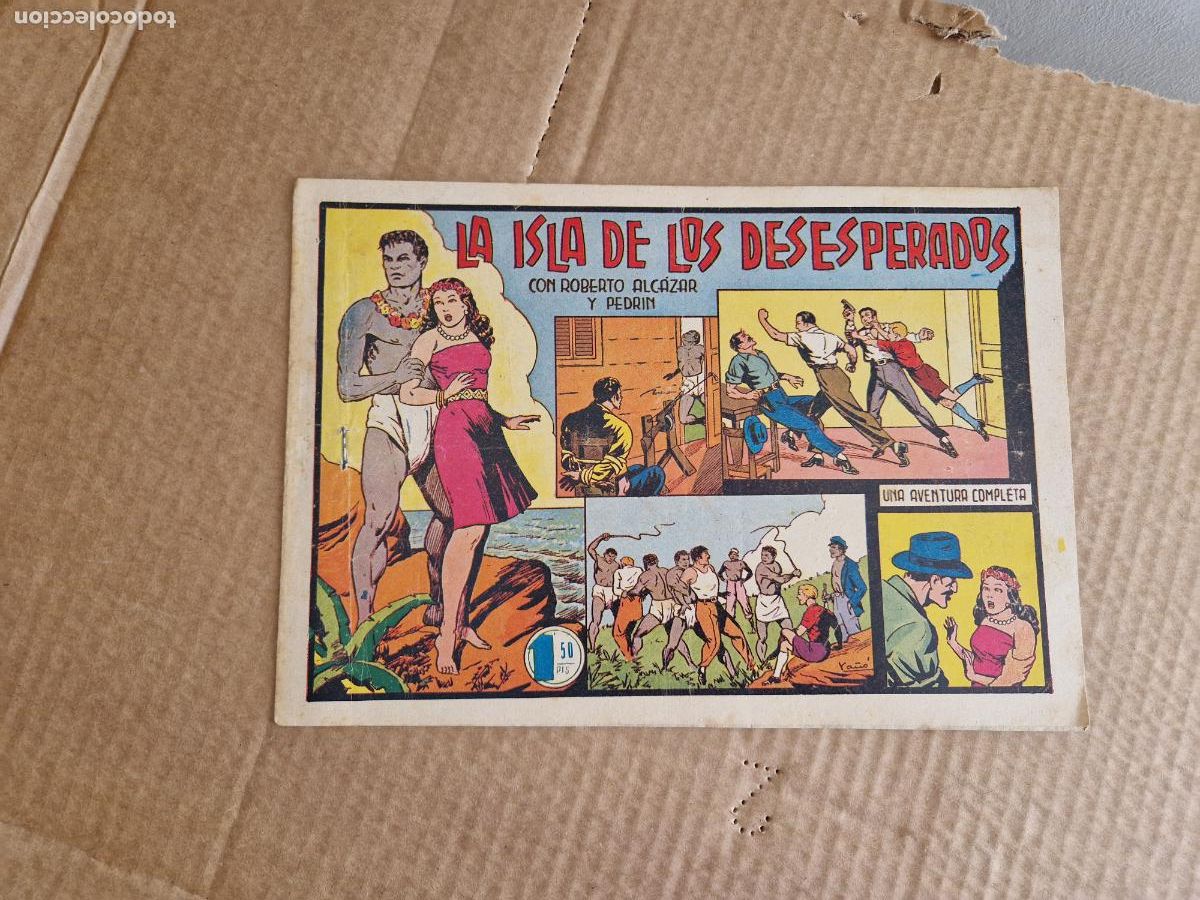 todocoleccion
LA ISLA DE LOS DESESPERADOS
CON ROBERTO ALCÁZAR
Y PEDRIN
UNA AVENTURA COMPLETA
1 50
PTS